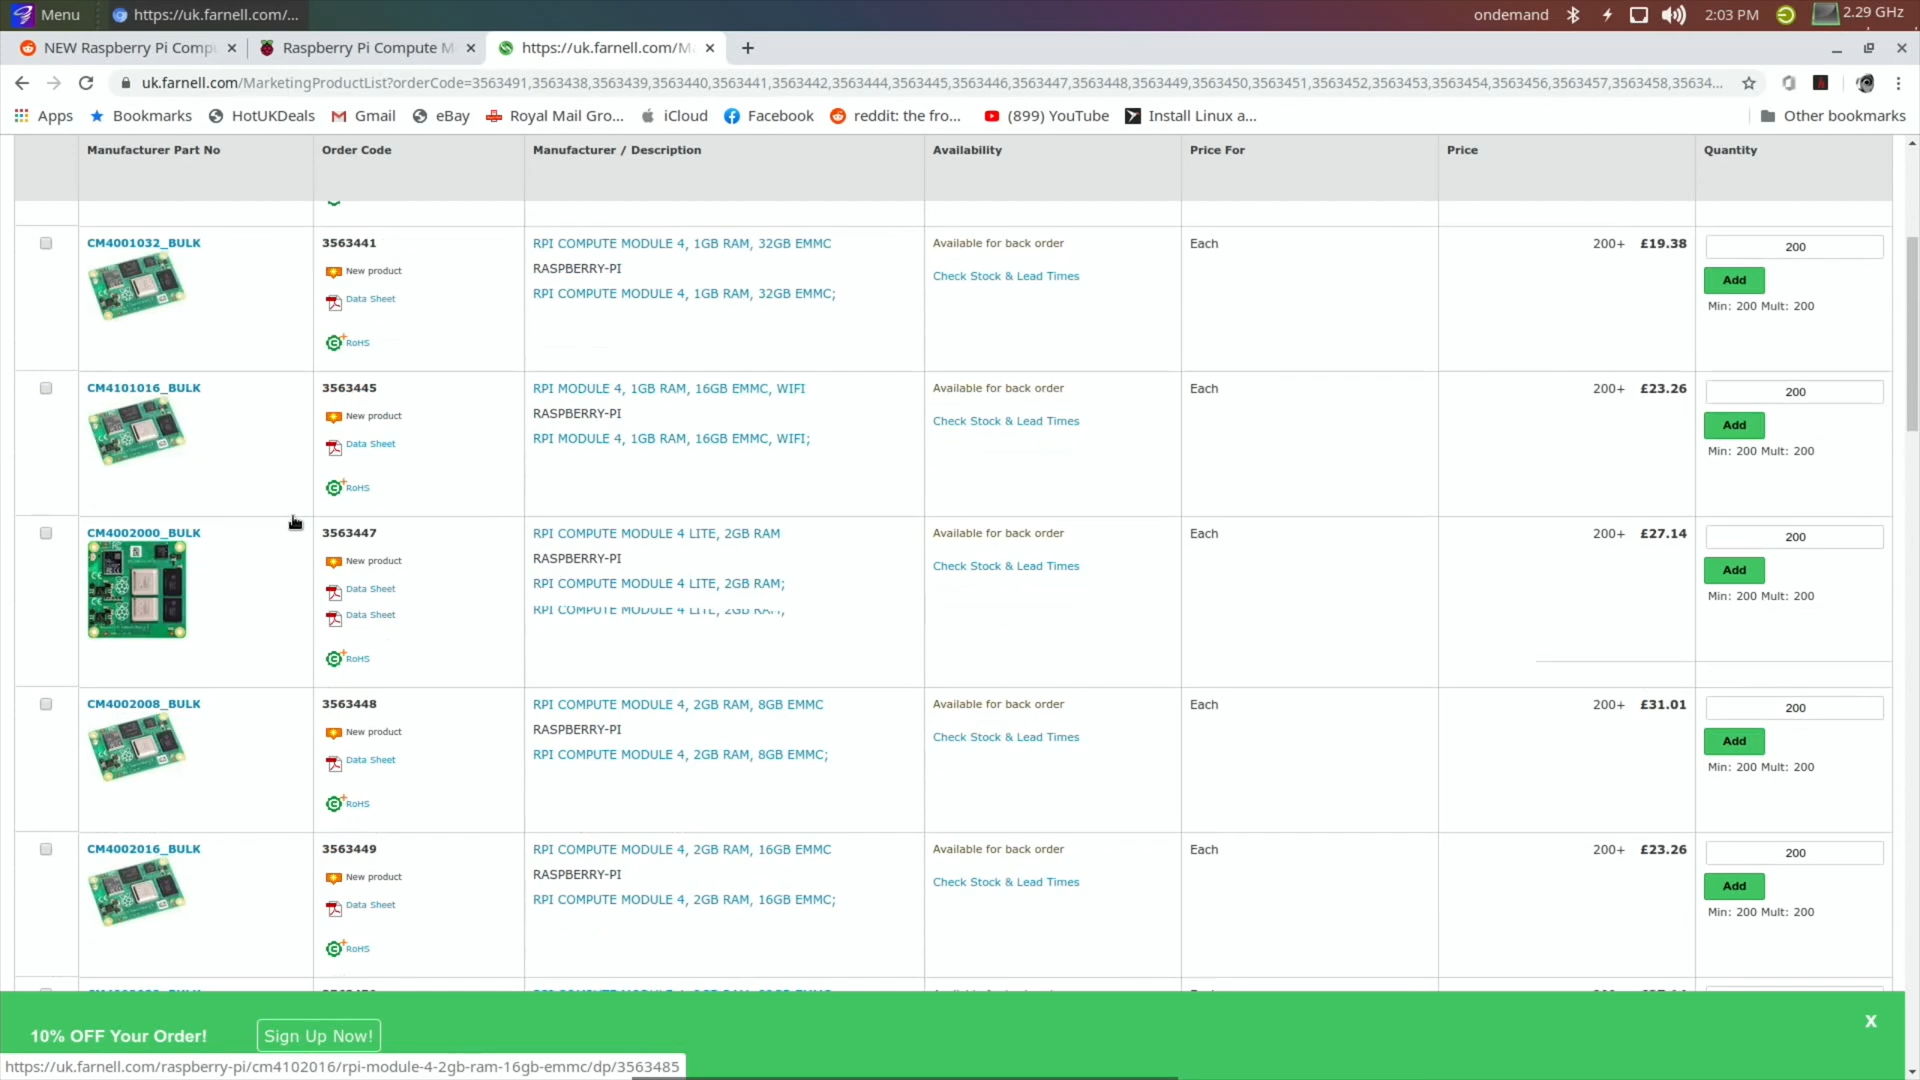 Menu
https://uk.farnell.com/...
ondemand
2:03 PM
2.29 GHz
NEW Raspberry Pi Comp
Raspberry Pi Compute M
https://uk.farnell.com/Ma
uk.farnell.com/MarketingProductList?orderCode=3563491,3563438,3563439,3563440,3563441,3563442,3563444,3563445,3563446,3563447,3563448,3563449,3563450,3563451,3563452,3563453,3563454,3563456,3563457,3563458,35634...
Apps Bookmarks HotUKDeals Gmail eBay Royal Mail Gro... iCloud Facebook reddit: the fro... (899) YouTube Install Linux a... Other bookmarks
Manufacturer Part No Order Code Manufacturer / Description Availability Price For Price Quantity
CM4001032_BULK 3563441 RPI COMPUTE MODULE 4, 1GB RAM, 32GB EMMC Available for back order Each 200+ £19.38 200
New product RASPBERRY-PI Check Stock & Lead Times Add
Data Sheet RPI COMPUTE MODULE 4, 1GB RAM, 32GB EMMC; Min: 200 Mult: 200
RoHS
CM4101016_BULK 3563445 RPI MODULE 4, 1GB RAM, 16GB EMMC, WIFI Available for back order Each 200+ £23.26 200
New product RASPBERRY-PI Check Stock & Lead Times Add
Data Sheet RPI MODULE 4, 1GB RAM, 16GB EMMC, WIFI; Min: 200 Mult: 200
RoHS
CM4002000_BULK 3563447 RPI COMPUTE MODULE 4 LITE, 2GB RAM Available for back order Each 200+ £27.14 200
New product RASPBERRY-PI Check Stock & Lead Times Add
Data Sheet RPI COMPUTE MODULE 4 LITE, 2GB RAM; Min: 200 Mult: 200
Data Sheet RPI COMPUTE MODULE 4 LITE, 2GB RAM;
RoHS
CM4002008_BULK 3563448 RPI COMPUTE MODULE 4, 2GB RAM, 8GB EMMC Available for back order Each 200+ £31.01 200
New product RASPBERRY-PI Check Stock & Lead Times Add
Data Sheet RPI COMPUTE MODULE 4, 2GB RAM, 8GB EMMC; Min: 200 Mult: 200
RoHS
CM4002016_BULK 3563449 RPI COMPUTE MODULE 4, 2GB RAM, 16GB EMMC Available for back order Each 200+ £23.26 200
New product RASPBERRY-PI Check Stock & Lead Times Add
Data Sheet RPI COMPUTE MODULE 4, 2GB RAM, 16GB EMMC; Min: 200 Mult: 200
RoHS
10% OFF Your Order! Sign Up Now! X
https://uk.farnell.com/raspberry-pi/cm4102016/rpi-module-4-2gb-ram-16gb-emmc/dp/3563485